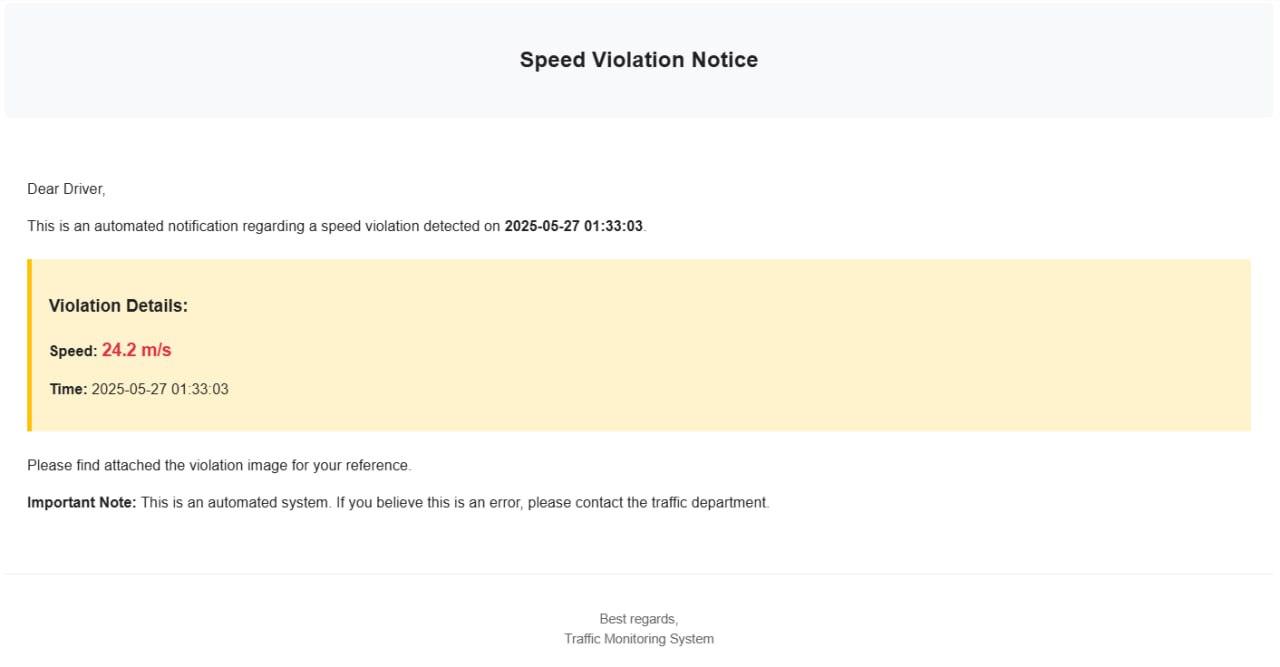 Speed Violation Notice
Dear Driver,
This is an automated notification regarding a speed violation detected on 2025-05-27 01:33:03.
Violation Details:
Speed: 24.2 m/s
Time: 2025-05-27 01:33:03
Please find attached the violation image for your reference.
Important Note: This is an automated system. If you believe this is an error, please contact the traffic department.
Best regards,
Traffic Monitoring System